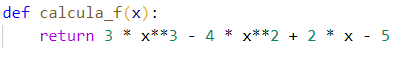 def calcula_f(x):
    return 3 * x**3 - 4 * x**2 + 2 * x - 5